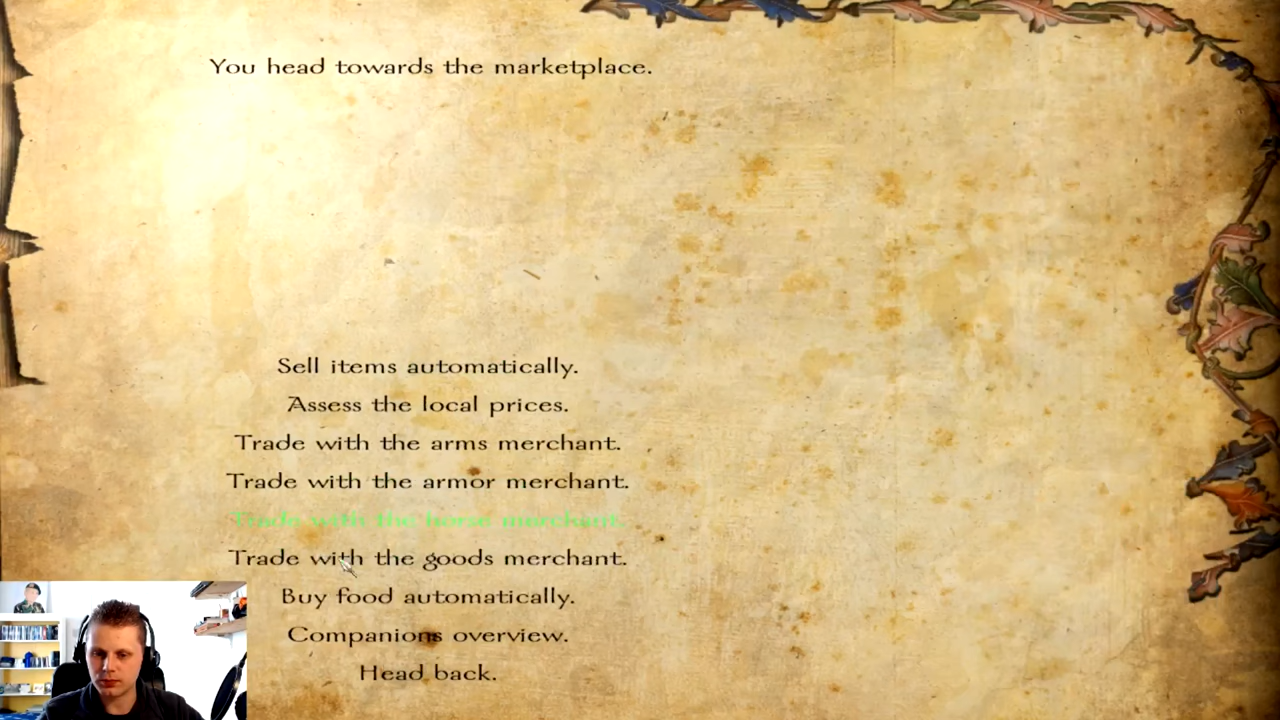 You head towards the marketplace.
Sell items automatically.
Assess the local prices.
Trade with the arms merchant.
Trade with the armor merchant.
Trade with the horse merchant.
Trade with the goods merchant.
Buy food automatically.
Companions overview.
Head back.